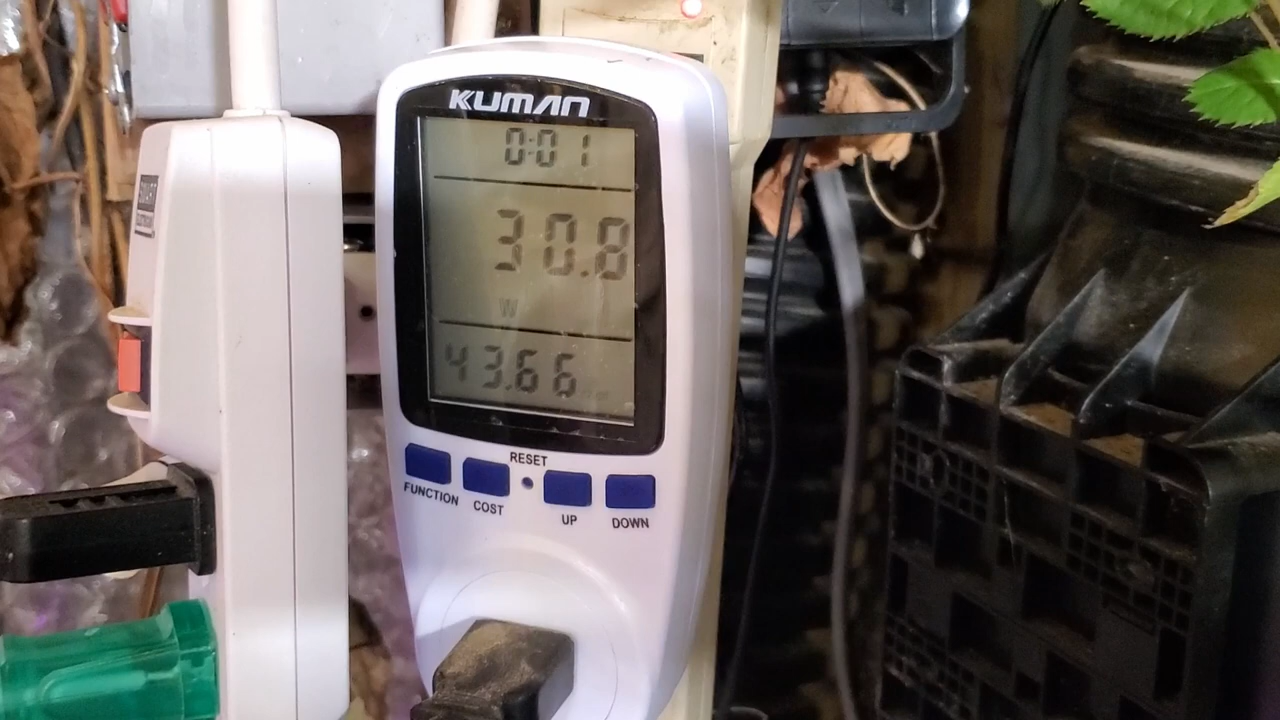 KUMAN
0:01
30.8
W
43.66
RESET
FUNCTION
COST
UP
DOWN